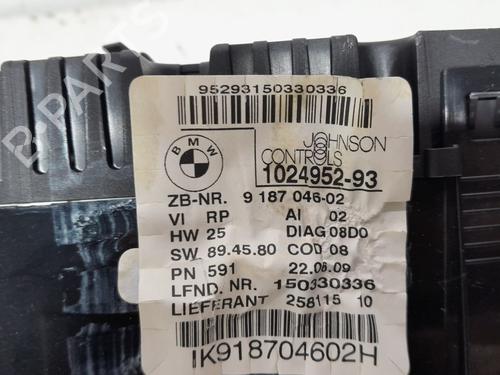 95293150330336
BMW
JOHNSON
CONTROLS
1024952-93
ZB-NR. 9 187 046-02
VI RP AI 02
HW 25 DIAG 08D0
SW 89.45.80 COD 08
PN 591 22.08.09
LFND. NR. 150330336
LIEFERANT 258115 10
IK918704602H
B-PARTS